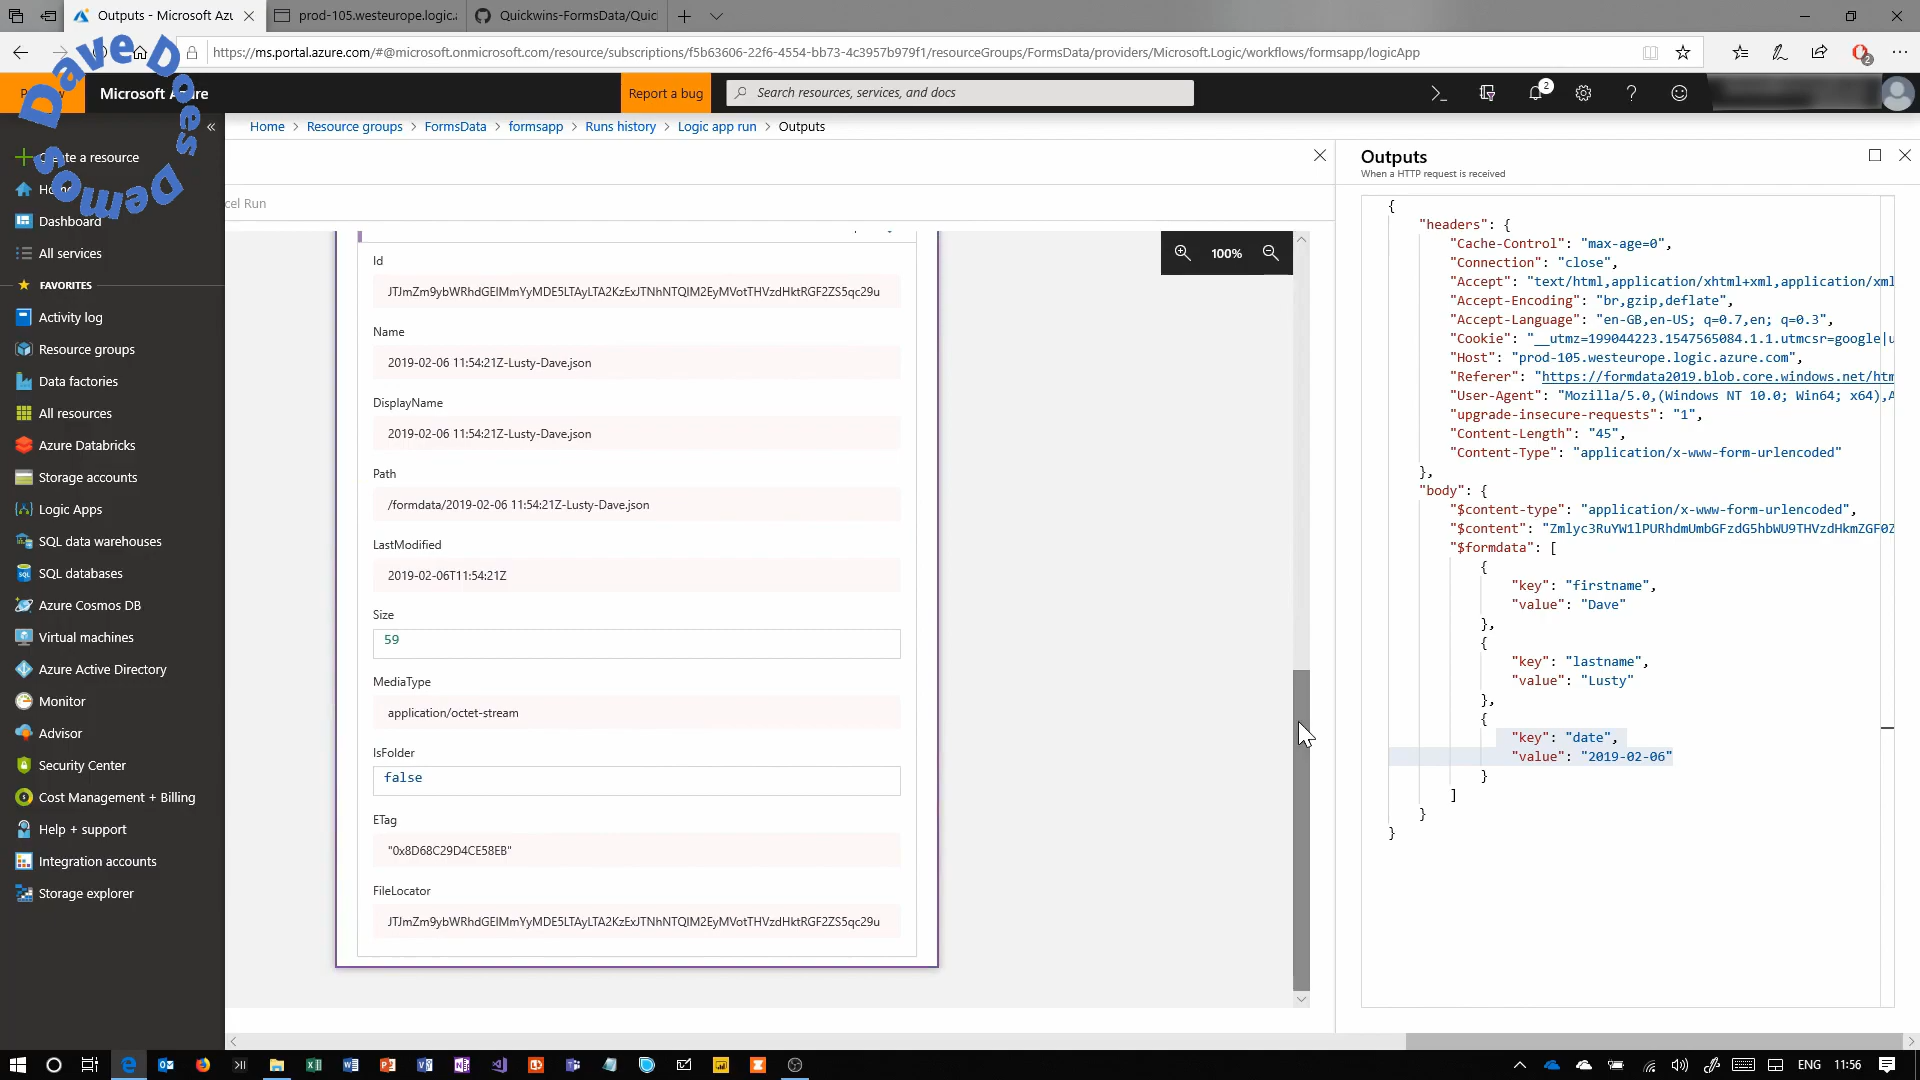 Outputs - Microsoft Azu
prod-105.westeurope.logic.a
Quickwins-FormsData/Quic
https://ms.portal.azure.com/#@microsoft.onmicrosoft.com/resource/subscriptions/f5b63606-22f6-4554-bb73-4c3957b979f1/resourceGroups/FormsData/providers/Microsoft.Logic/workflows/formsapp/logicApp
Dave Does Demos
Microsoft Azure
Report a bug
Search resources, services, and docs
2
Home > Resource groups > FormsData > formsapp > Runs history > Logic app run > Outputs
Create a resource
Home
Dashboard
All services
FAVORITES
Activity log
Resource groups
Data factories
All resources
Azure Databricks
Storage accounts
Logic Apps
SQL data warehouses
SQL databases
Azure Cosmos DB
Virtual machines
Azure Active Directory
Monitor
Advisor
Security Center
Cost Management + Billing
Help + support
Integration accounts
Storage explorer
cel Run
100%
Id
JTJmZm9ybWRhdGElMmYyMDE5LTAyLTA2KzExJTNhNTQlM2EyMVotTHVzdHktRGF2ZS5qc29u
Name
2019-02-06 11:54:21Z-Lusty-Dave.json
DisplayName
2019-02-06 11:54:21Z-Lusty-Dave.json
Path
/formdata/2019-02-06 11:54:21Z-Lusty-Dave.json
LastModified
2019-02-06T11:54:21Z
Size
59
MediaType
application/octet-stream
IsFolder
false
ETag
"0x8D68C29D4CE58EB"
FileLocator
JTJmZm9ybWRhdGElMmYyMDE5LTAyLTA2KzExJTNhNTQlM2EyMVotTHVzdHktRGF2ZS5qc29u
Outputs
When a HTTP request is received
{
"headers": {
"Cache-Control": "max-age=0",
"Connection": "close",
"Accept": "text/html,application/xhtml+xml,application/xml
"Accept-Encoding": "br,gzip,deflate",
"Accept-Language": "en-GB,en-US; q=0.7,en; q=0.3",
"Cookie": "__utmz=199044223.1547565084.1.1.utmcsr=google|u
"Host": "prod-105.westeurope.logic.azure.com",
"Referer": "https://formdata2019.blob.core.windows.net/htm
"User-Agent": "Mozilla/5.0,(Windows NT 10.0; Win64; x64),A
"upgrade-insecure-requests": "1",
"Content-Length": "45",
"Content-Type": "application/x-www-form-urlencoded"
},
"body": {
"$content-type": "application/x-www-form-urlencoded",
"$content": "Zmlyc3RuYW1lPURhdmUmbGFzdG5hbWU9THVzdHkmZGF0Z
"$formdata": [
{
"key": "firstname",
"value": "Dave"
},
{
"key": "lastname",
"value": "Lusty"
},
{
"key": "date",
"value": "2019-02-06"
}
]
}
}
ENG
11:56